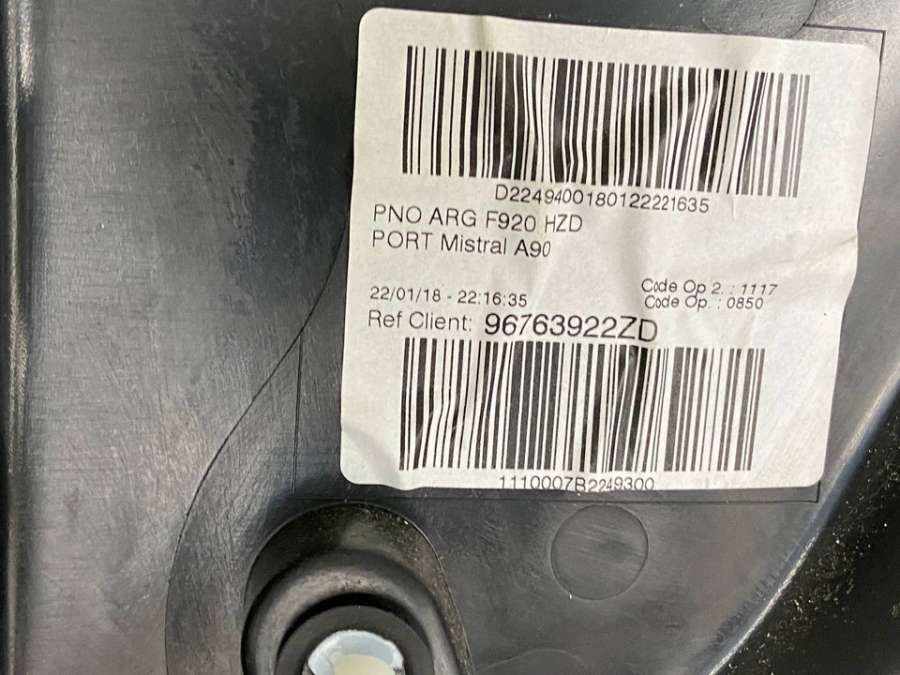 D2249400180122221635
PNO ARG F920 HZD
PORT Mistral A90
Code Op 2. : 1117
22/01/18 - 22:16:35
Code Op. : 0850
Ref Client: 96763922ZD
1110007B2249300